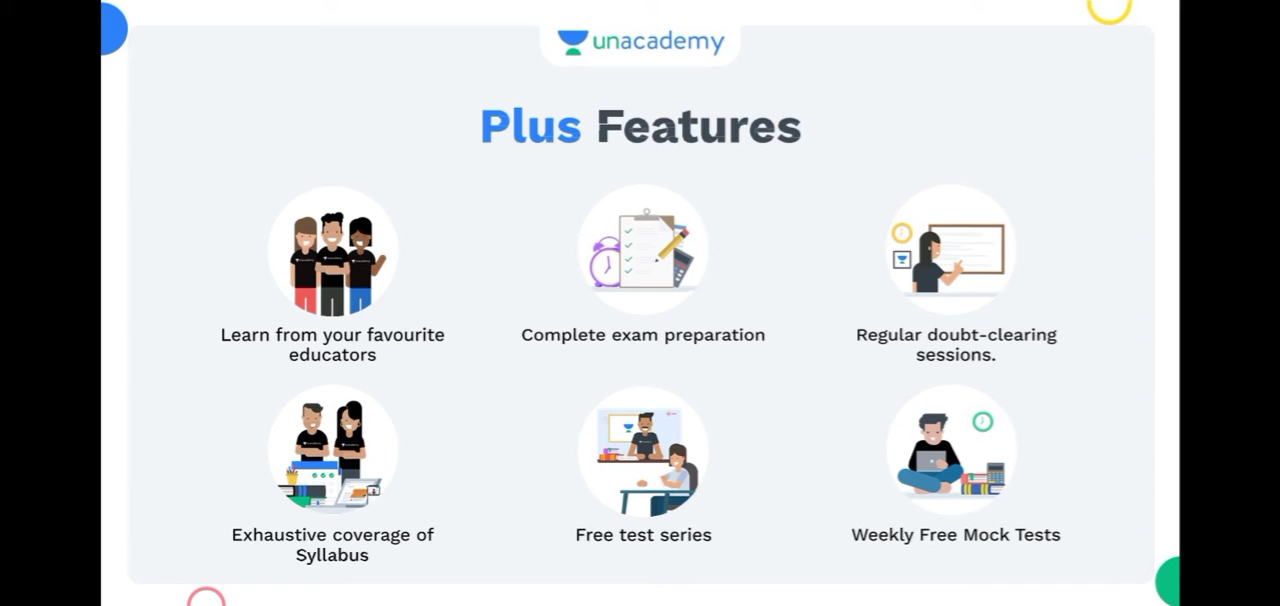 unacademy
Plus Features
Learn from your favourite
educators
Complete exam preparation
Regular doubt-clearing
sessions.
Exhaustive coverage of
Syllabus
Free test series
Weekly Free Mock Tests